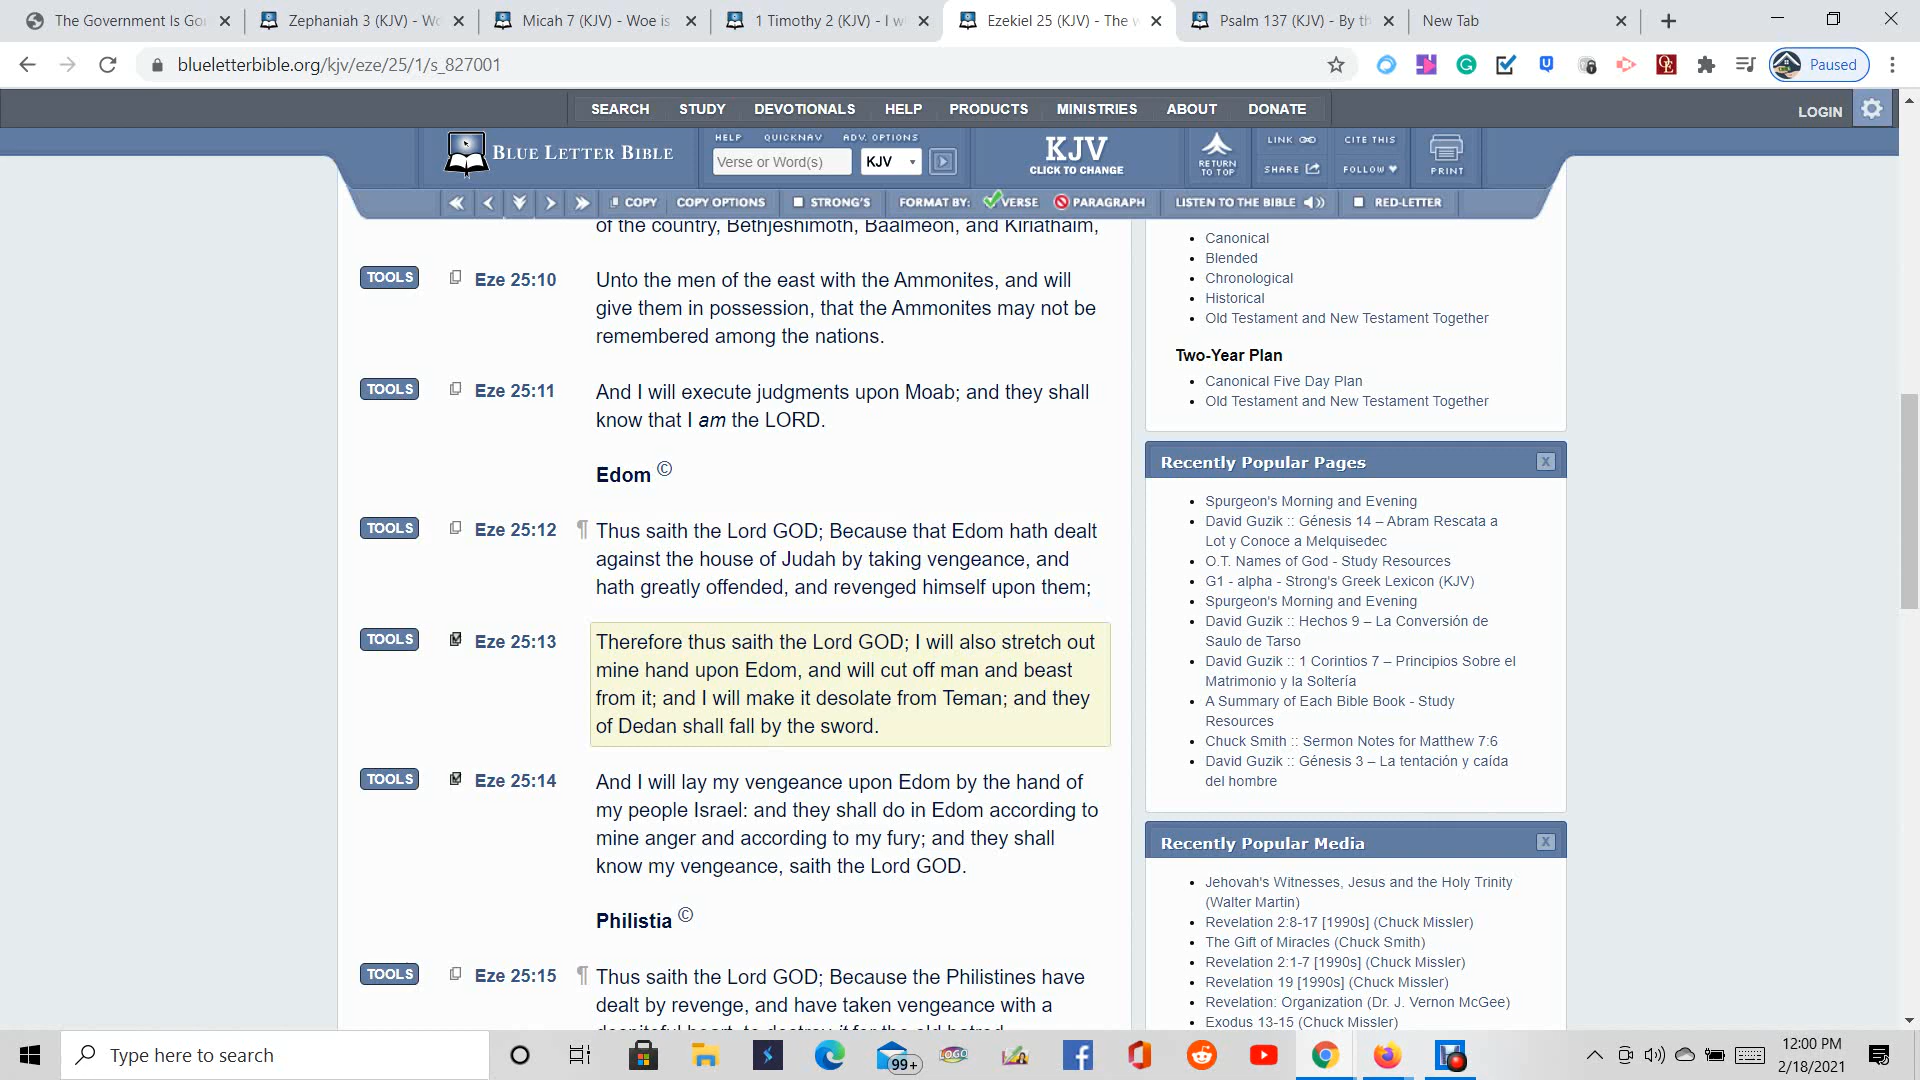 The Government Is Go
Zephaniah 3 (KJV) - Wo
Micah 7 (KJV) - Woe is
1 Timothy 2 (KJV) - I w
Ezekiel 25 (KJV) - The w
Psalm 137 (KJV) - By th
New Tab
blueletterbible.org/kjv/eze/25/1/s_827001
Paused
SEARCH STUDY DEVOTIONALS HELP PRODUCTS MINISTRIES ABOUT DONATE
LOGIN
BLUE LETTER BIBLE
HELP QUICKNAV ADV. OPTIONS
Verse or Word(s) KJV
KJV
CLICK TO CHANGE
RETURN
TO TOP
LINK
SHARE
CITE THIS
FOLLOW
PRINT
COPY COPY OPTIONS STRONG'S FORMAT BY: VERSE PARAGRAPH LISTEN TO THE BIBLE RED-LETTER
of the country, Bethjeshimoth, Baalmeon, and Kiriathaim,
TOOLS Eze 25:10 Unto the men of the east with the Ammonites, and will
give them in possession, that the Ammonites may not be
remembered among the nations.
TOOLS Eze 25:11 And I will execute judgments upon Moab; and they shall
know that I am the LORD.
Edom ©
TOOLS Eze 25:12 ¶ Thus saith the Lord GOD; Because that Edom hath dealt
against the house of Judah by taking vengeance, and
hath greatly offended, and revenged himself upon them;
TOOLS Eze 25:13 Therefore thus saith the Lord GOD; I will also stretch out
mine hand upon Edom, and will cut off man and beast
from it; and I will make it desolate from Teman; and they
of Dedan shall fall by the sword.
TOOLS Eze 25:14 And I will lay my vengeance upon Edom by the hand of
my people Israel: and they shall do in Edom according to
mine anger and according to my fury; and they shall
know my vengeance, saith the Lord GOD.
Philistia ©
TOOLS Eze 25:15 ¶ Thus saith the Lord GOD; Because the Philistines have
dealt by revenge, and have taken vengeance with a
despiteful heart, to destroy it for the old hatred
Canonical
Blended
Chronological
Historical
Old Testament and New Testament Together
Two-Year Plan
Canonical Five Day Plan
Old Testament and New Testament Together
Recently Popular Pages X
Spurgeon's Morning and Evening
David Guzik :: Génesis 14 – Abram Rescata a
Lot y Conoce a Melquisedec
O.T. Names of God - Study Resources
G1 - alpha - Strong's Greek Lexicon (KJV)
Spurgeon's Morning and Evening
David Guzik :: Hechos 9 – La Conversión de
Saulo de Tarso
David Guzik :: 1 Corintios 7 – Principios Sobre el
Matrimonio y la Soltería
A Summary of Each Bible Book - Study
Resources
Chuck Smith :: Sermon Notes for Matthew 7:6
David Guzik :: Génesis 3 – La tentación y caída
del hombre
Recently Popular Media X
Jehovah's Witnesses, Jesus and the Holy Trinity
(Walter Martin)
Revelation 2:8-17 [1990s] (Chuck Missler)
The Gift of Miracles (Chuck Smith)
Revelation 2:1-7 [1990s] (Chuck Missler)
Revelation 19 [1990s] (Chuck Missler)
Revelation: Organization (Dr. J. Vernon McGee)
Exodus 13-15 (Chuck Missler)
Type here to search
99+
LOGO
12:00 PM
2/18/2021